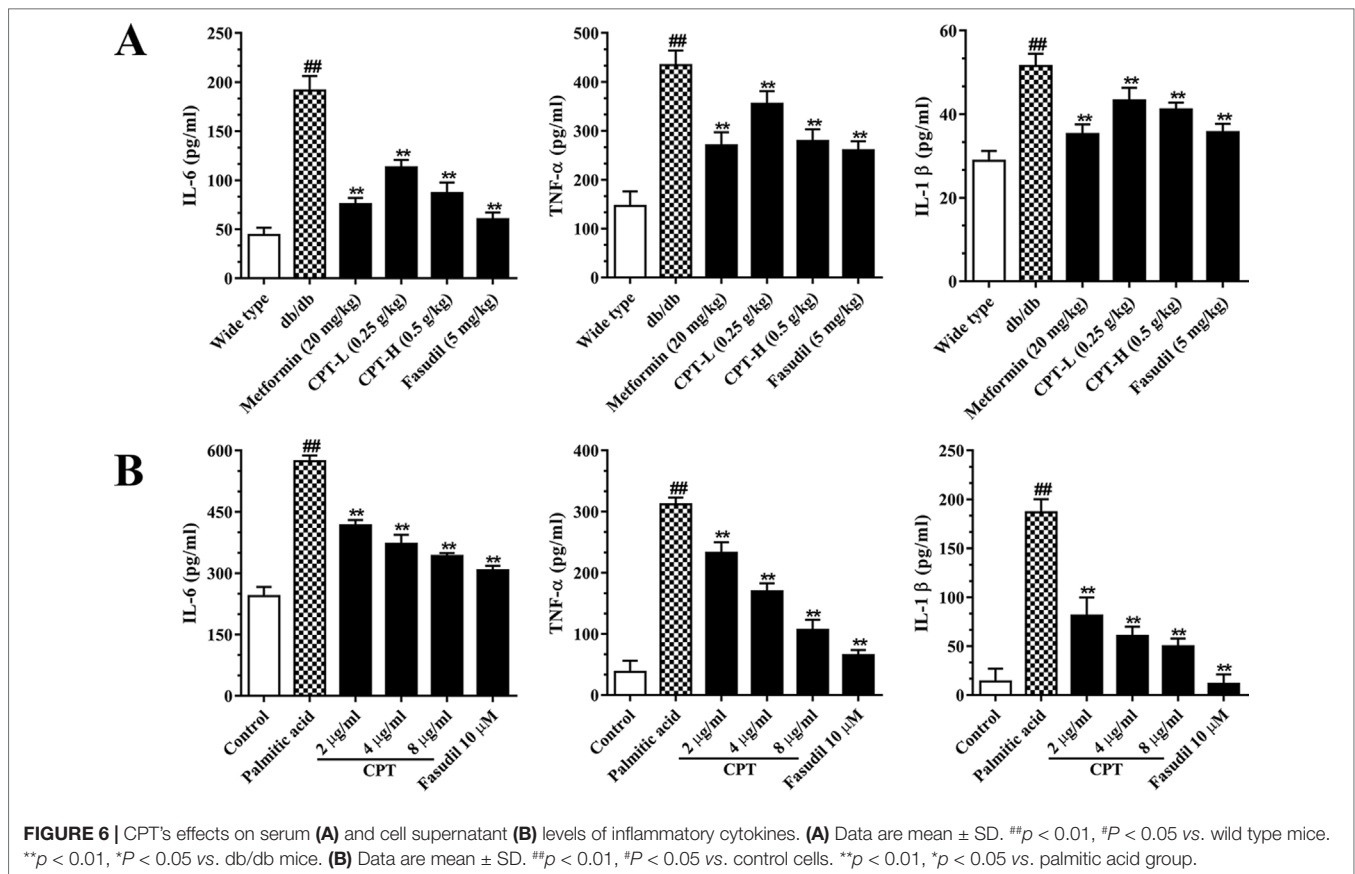 A
250
200
150
100
50
0
IL-6 (pg/ml)
##
**
**
**
**
Wide type
db/db
Metformin (20 mg/kg)
CPT-L (0.25 g/kg)
CPT-H (0.5 g/kg)
Fasudil (5 mg/kg)
500
400
300
200
100
0
TNF-α (pg/ml)
##
**
**
**
**
Wide type
db/db
Metformin (20 mg/kg)
CPT-L (0.25 g/kg)
CPT-H (0.5 g/kg)
Fasudil (5 mg/kg)
60
40
20
0
IL-1 β (pg/ml)
##
**
**
**
**
Wide type
db/db
Metformin (20 mg/kg)
CPT-L (0.25 g/kg)
CPT-H (0.5 g/kg)
Fasudil (5 mg/kg)
B
600
450
300
150
0
IL-6 (pg/ml)
##
**
**
**
**
Control
Palmitic acid
2 μg/ml
4 μg/ml
8 μg/ml
Fasudil 10 μM
CPT
400
300
200
100
0
TNF-α (pg/ml)
##
**
**
**
**
Control
Palmitic acid
2 μg/ml
4 μg/ml
8 μg/ml
Fasudil 10 μM
CPT
250
200
150
100
50
0
IL-1 β (pg/ml)
##
**
**
**
**
Control
Palmitic acid
2 μg/ml
4 μg/ml
8 μg/ml
Fasudil 10 μM
CPT
FIGURE 6 | CPT's effects on serum (A) and cell supernatant (B) levels of inflammatory cytokines. (A) Data are mean ± SD. ##p < 0.01, #P < 0.05 vs. wild type mice.
**p < 0.01, *P < 0.05 vs. db/db mice. (B) Data are mean ± SD. ##p < 0.01, #P < 0.05 vs. control cells. **p < 0.01, *p < 0.05 vs. palmitic acid group.